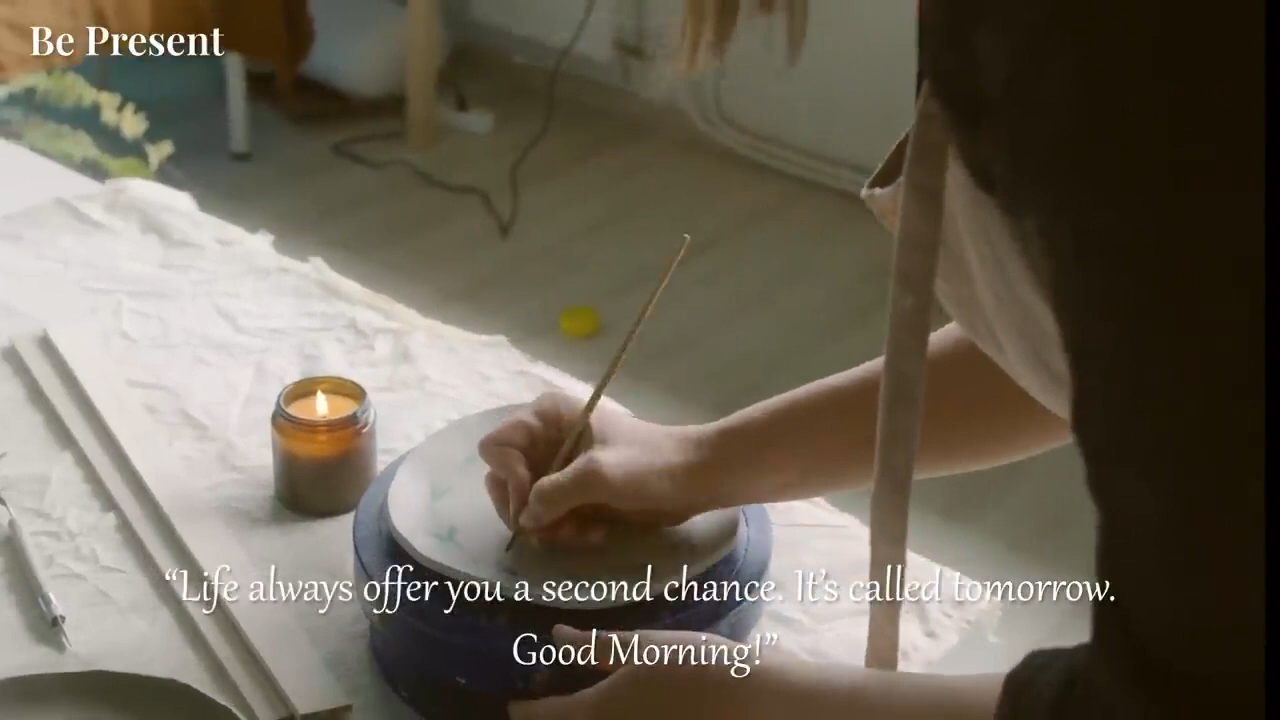 Be Present
“Life always offer you a second chance. It’s called tomorrow.
Good Morning!”